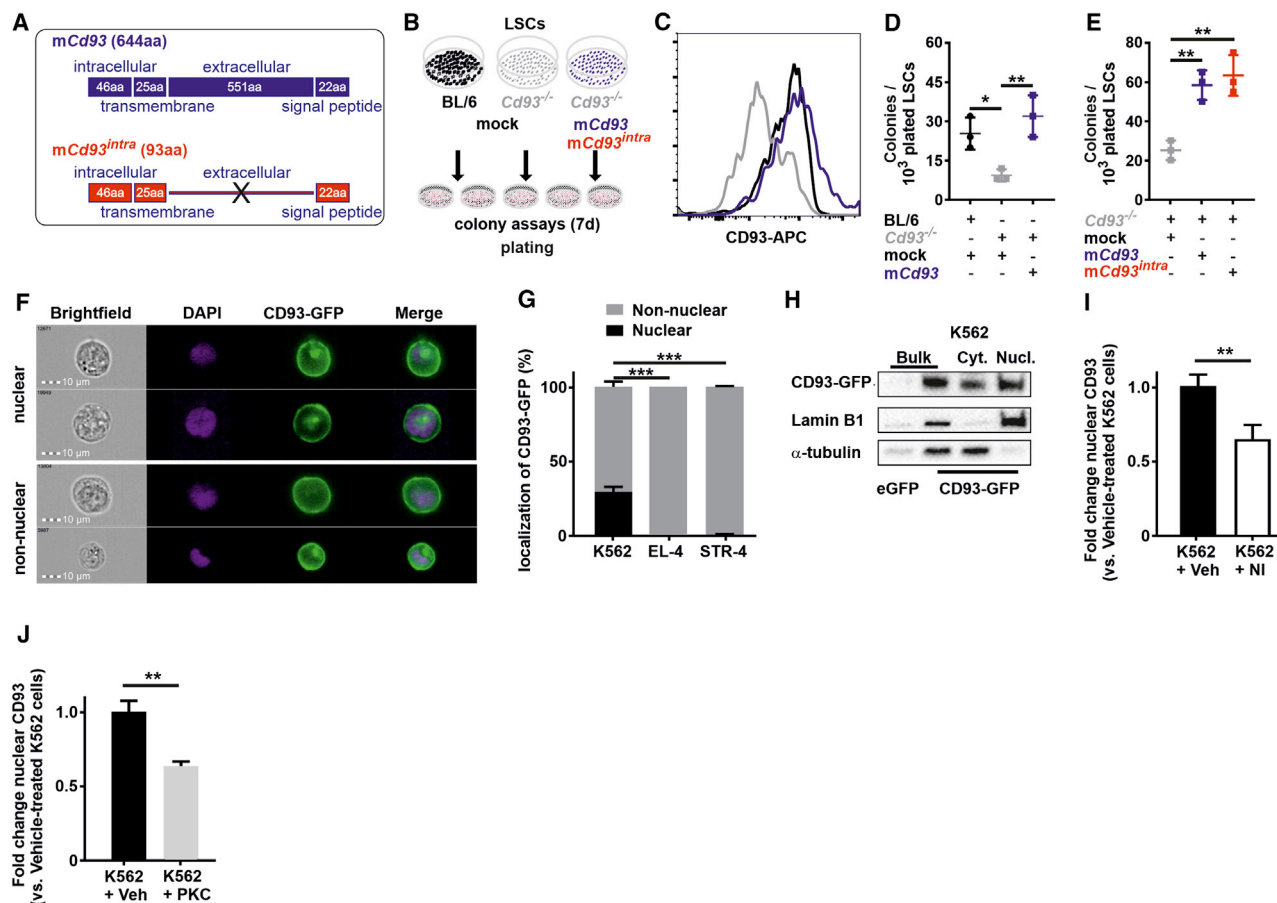 A
mCd93 (644aa)
intracellular extracellular
46aa 25aa 551aa 22aa
transmembrane signal peptide
mCd93intra (93aa)
intracellular extracellular
46aa 25aa X 22aa
transmembrane signal peptide
B
LSCs
BL/6 Cd93-/- Cd93-/-
mock mCd93
mCd93intra
colony assays (7d)
plating
C
CD93-APC
D
Colonies /
10³ plated LSCs
60
45
30
15
0
* **
BL/6 + - -
Cd93-/- - + +
mock + + -
mCd93 - - +
E
Colonies /
10³ plated LSCs
80
60
40
20
0
**
**
Cd93-/- + + +
mock + - -
mCd93 - + -
mCd93intra - - +
F
Brightfield DAPI CD93-GFP Merge
nuclear
10 µm
10 µm
non-nuclear
10 µm
10 µm
G
Non-nuclear
Nuclear
localization of CD93-GFP (%)
***
***
100
50
0
K562 EL-4 STR-4
H
K562
Bulk Cyt. Nucl.
CD93-GFP
Lamin B1
α-tubulin
eGFP CD93-GFP
I
Fold change nuclear CD93
(vs. Vehicle-treated K562 cells)
**
1.0
0.5
0
K562 K562
+ Veh + NI
J
Fold change nuclear CD93
(vs. Vehicle-treated K562 cells)
**
1.0
0.5
0
K562 K562
+ Veh + PKC